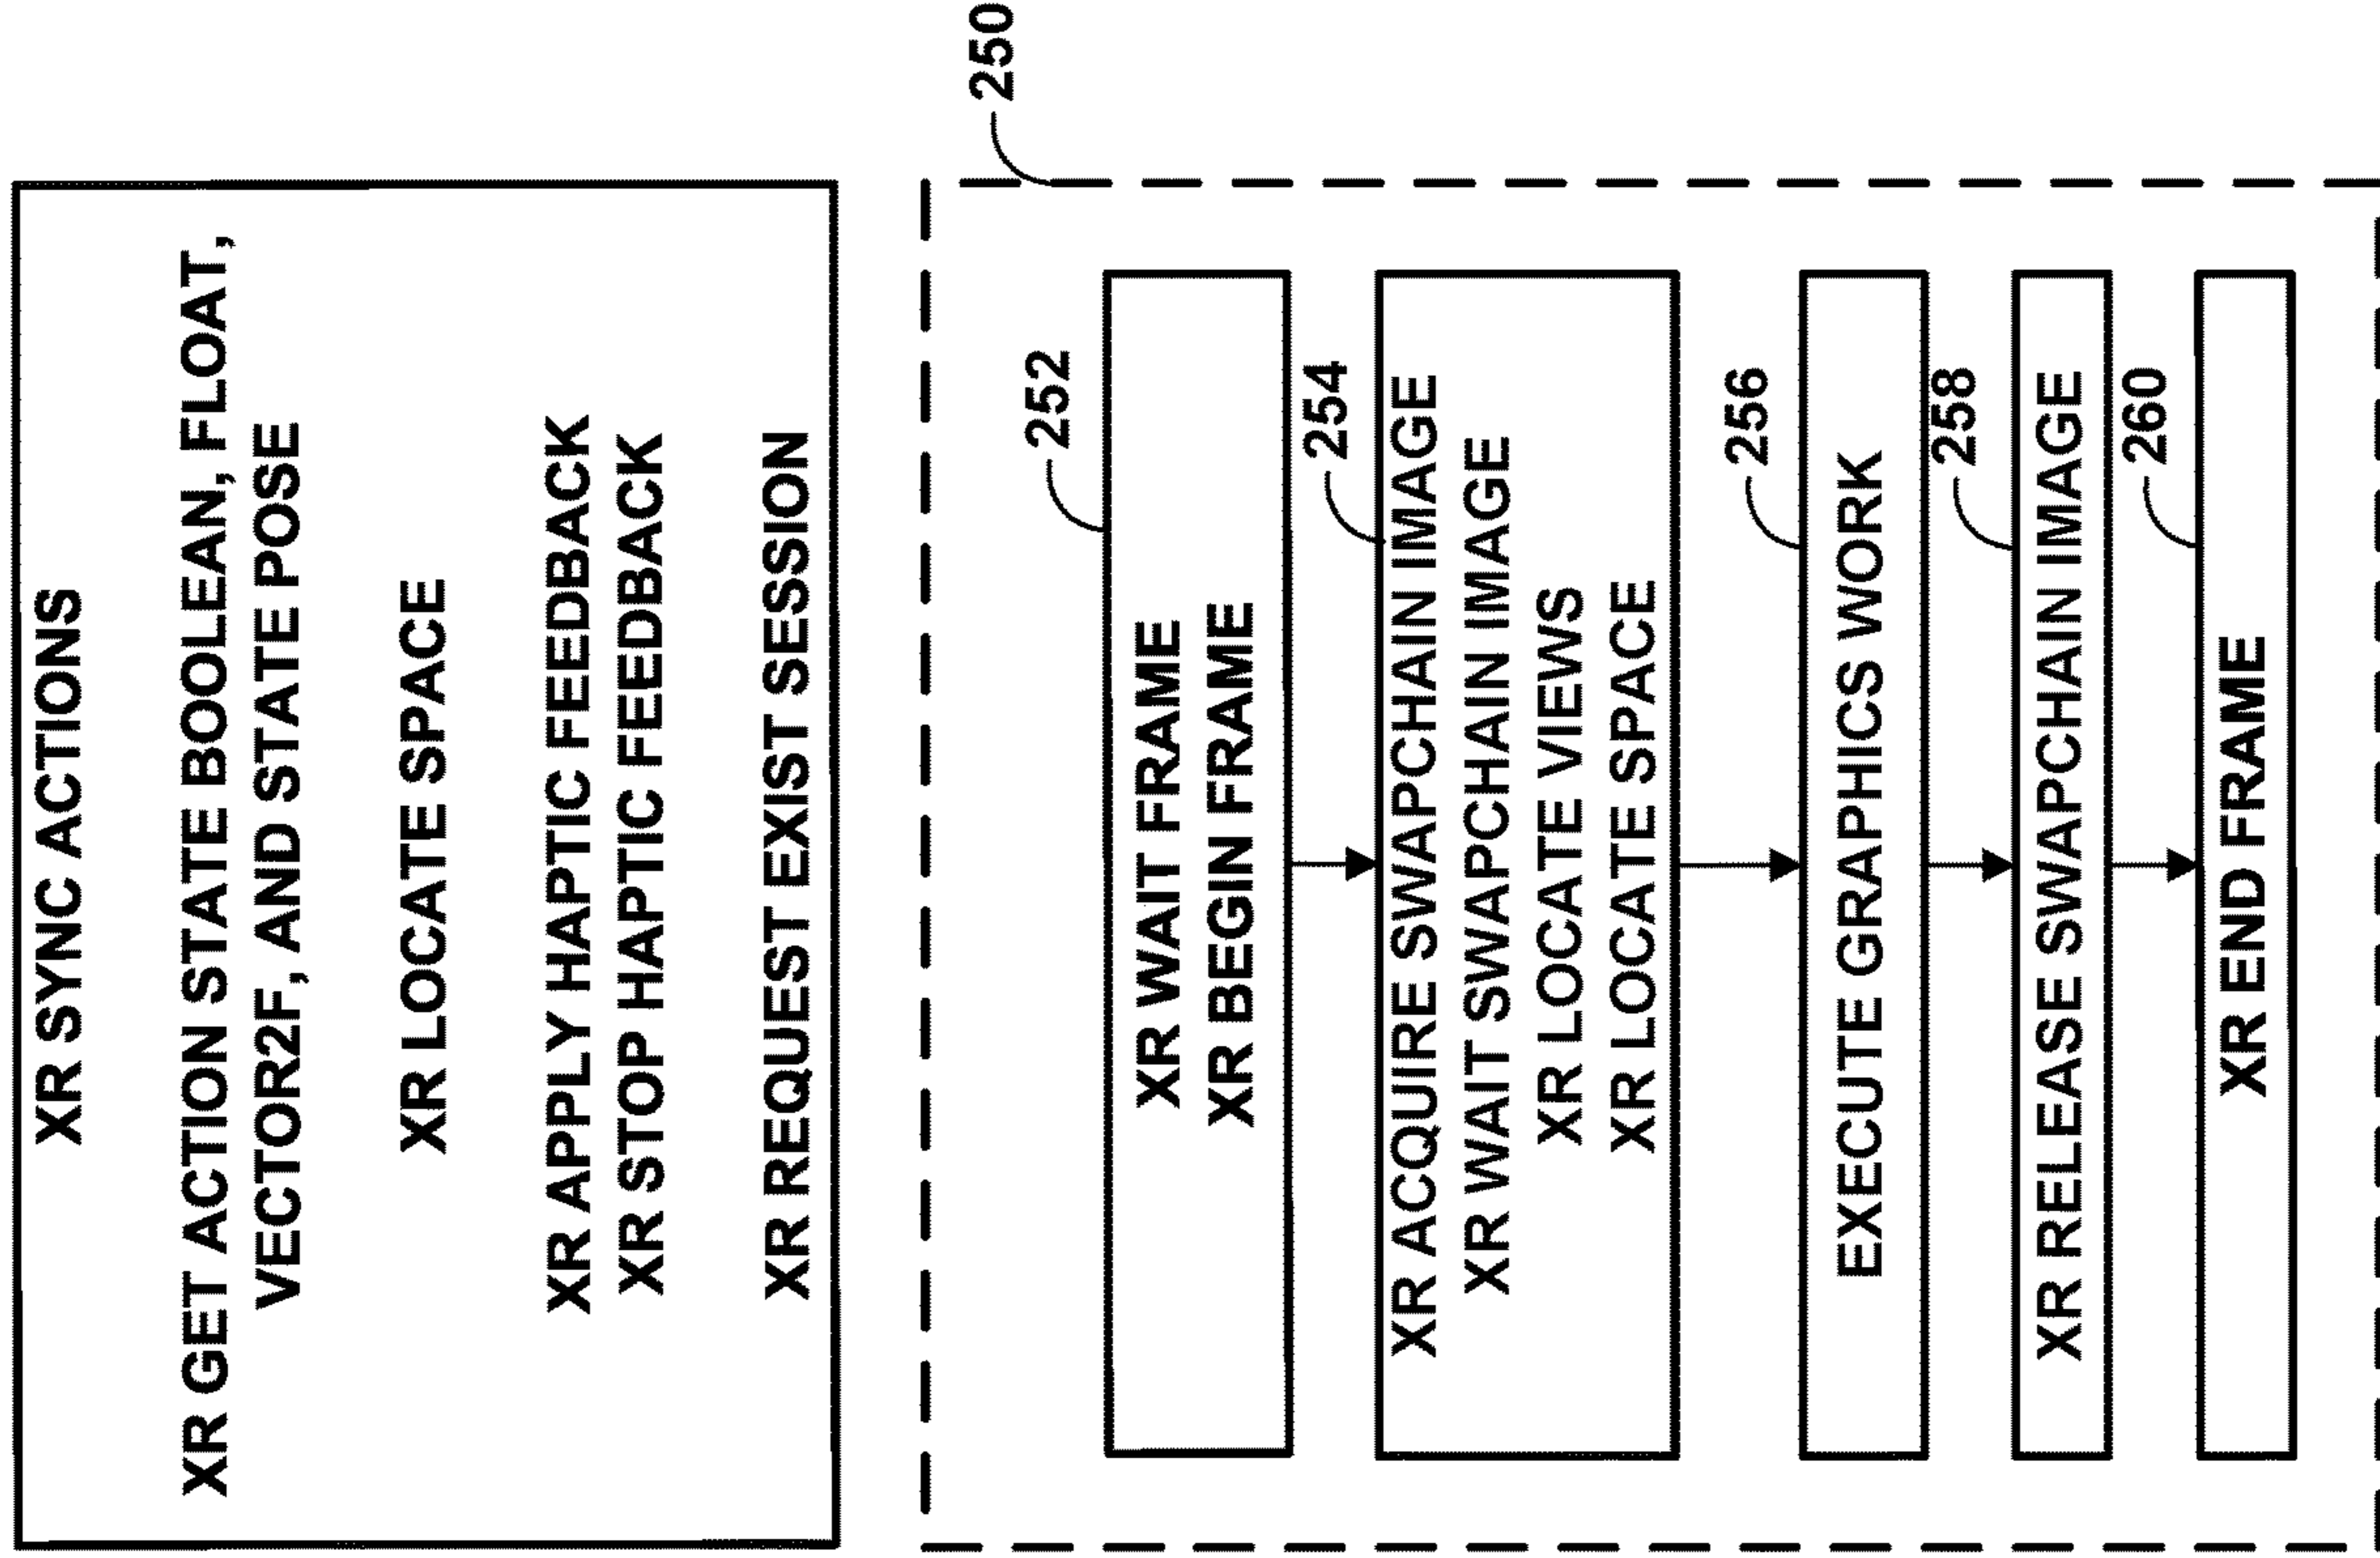 XR SYNC ACTIONS
XR GET ACTION STATE BOOLEAN, FLOAT,
VECTOR2F, AND STATE POSE
XR LOCATE SPACE
XR APPLY HAPTIC FEEDBACK
XR STOP HAPTIC FEEDBACK
XR REQUEST EXIST SESSION
250
252
XR WAIT FRAME
XR BEGIN FRAME
254
XR ACQUIRE SWAPCHAIN IMAGE
XR WAIT SWAPCHAIN IMAGE
XR LOCATE VIEWS
XR LOCATE SPACE
256
EXECUTE GRAPHICS WORK
258
XR RELEASE SWAPCHAIN IMAGE
260
XR END FRAME